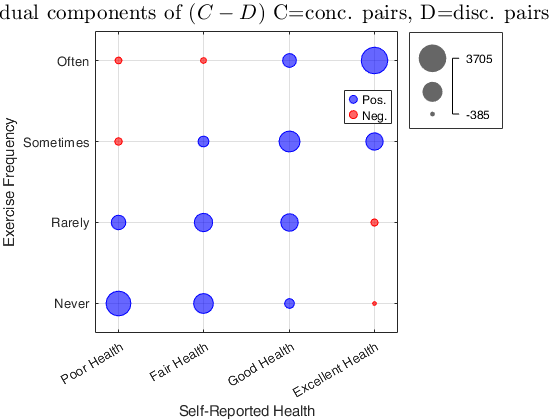 dual components of (C − D) C=conc. pairs, D=disc. pairs
Often
Sometimes
Rarely
Never
Exercise Frequency
Poor Health
Fair Health
Good Health
Excellent Health
Self-Reported Health
Pos.
Neg.
3705
-385